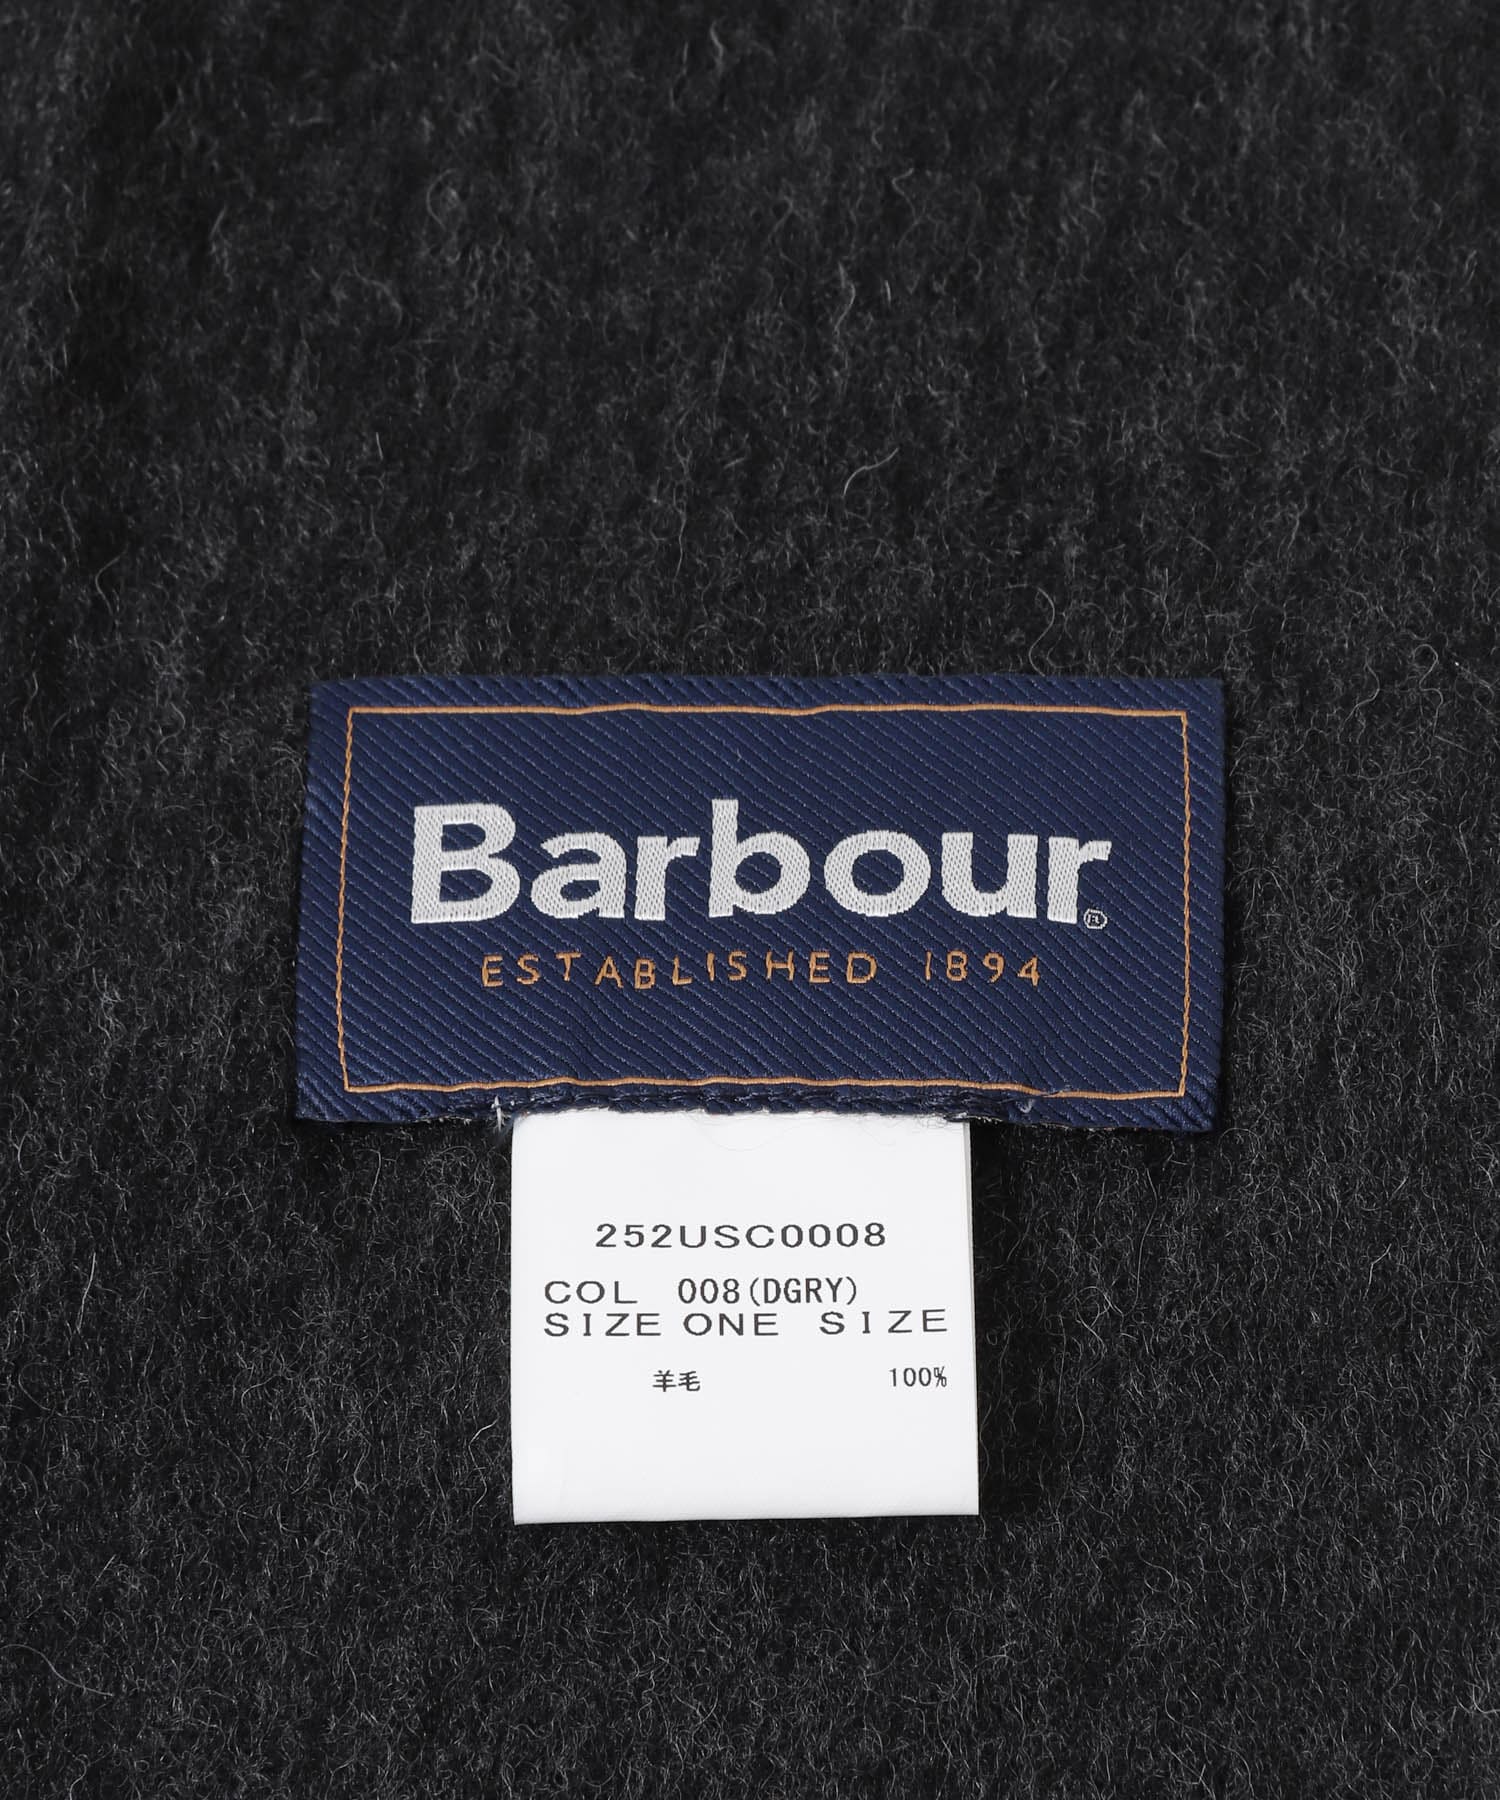 Barbour®
ESTABLISHED 1894
252USC0008
COL 008(DGRY)
SIZE ONE SIZE
羊毛 100%